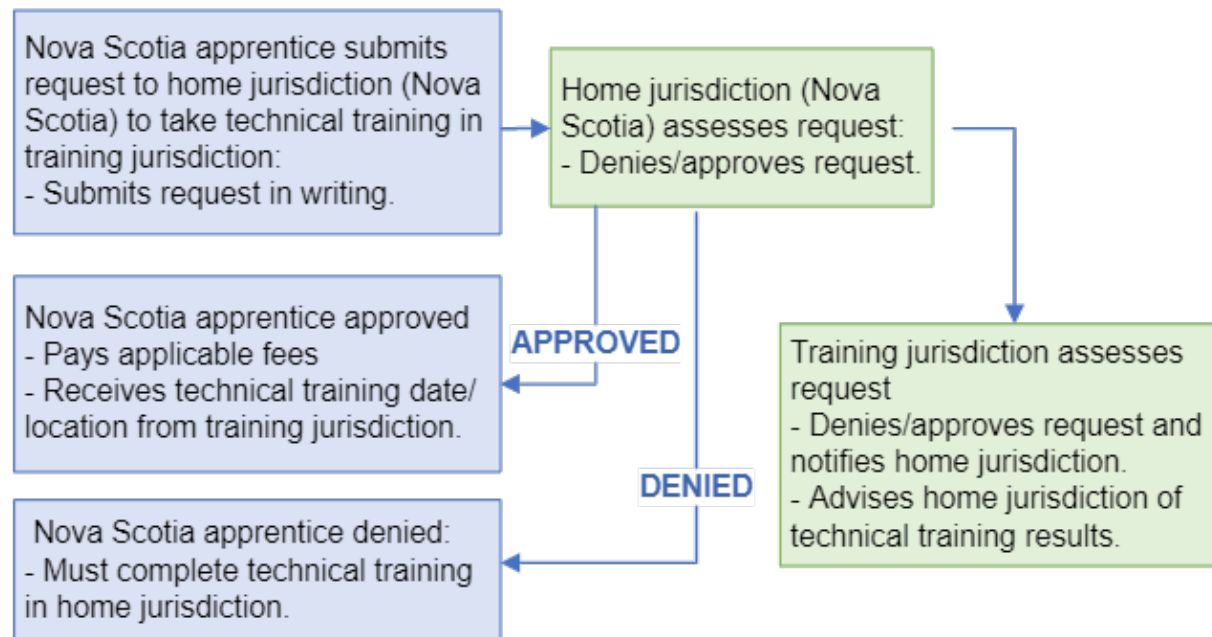 Nova Scotia apprentice submits
request to home jurisdiction (Nova
Scotia) to take technical training in
training jurisdiction:
- Submits request in writing.
Home jurisdiction (Nova
Scotia) assesses request:
- Denies/approves request.
Nova Scotia apprentice approved
- Pays applicable fees
- Receives technical training date/
location from training jurisdiction.
APPROVED
Training jurisdiction assesses
request
- Denies/approves request and
notifies home jurisdiction.
- Advises home jurisdiction of
technical training results.
DENIED
Nova Scotia apprentice denied:
- Must complete technical training
in home jurisdiction.